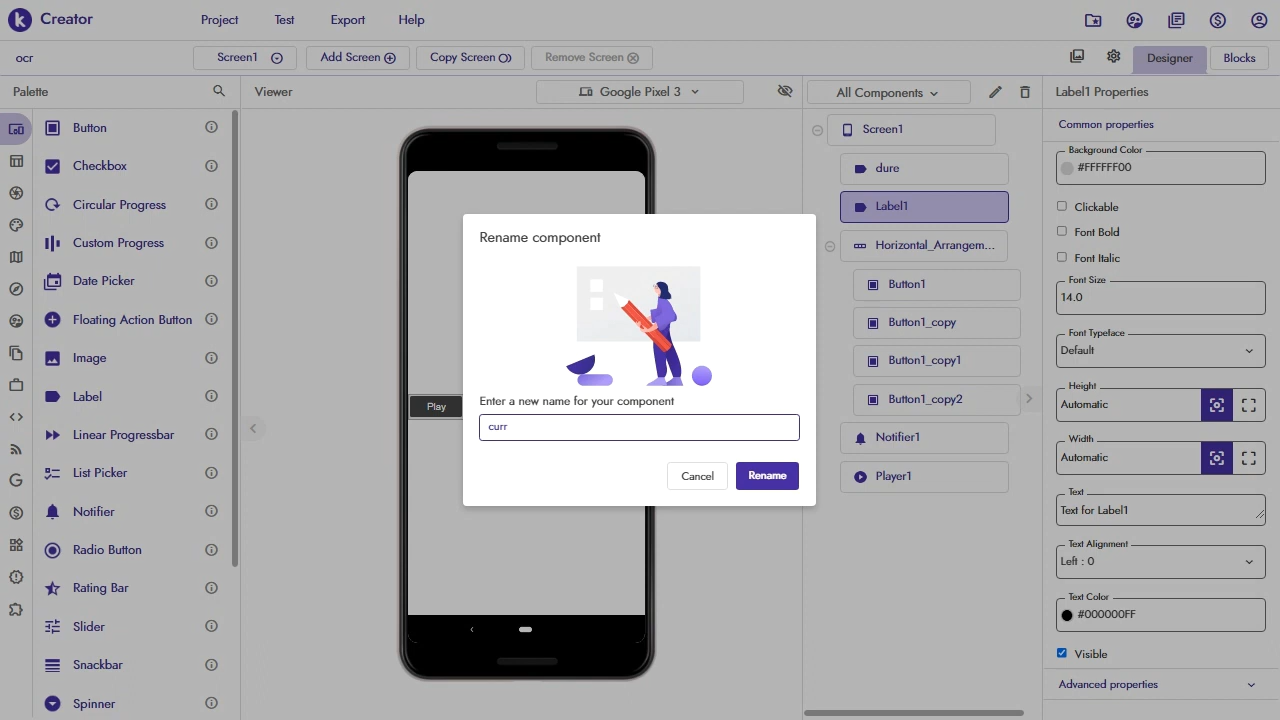 Creator
Project
Test
Export
Help
ocr
Screen1
Add Screen
Copy Screen
Remove Screen
Designer
Blocks
Palette
Viewer
Google Pixel 3
All Components
Label1 Properties
Button
Checkbox
Circular Progress
Custom Progress
Date Picker
Floating Action Button
Image
Label
Linear Progressbar
List Picker
Notifier
Radio Button
Rating Bar
Slider
Snackbar
Spinner
Play
Rename component
Enter a new name for your component
curr
Cancel
Rename
Screen1
dure
Label1
Horizontal_Arrangem...
Button1
Button1_copy
Button1_copy1
Button1_copy2
Notifier1
Player1
Common properties
Background Color
#FFFFFF00
Clickable
Font Bold
Font Italic
Font Size
14.0
Font Typeface
Default
Height
Automatic
Width
Automatic
Text
Text for Label1
Text Alignment
Left : 0
Text Color
#000000FF
Visible
Advanced properties